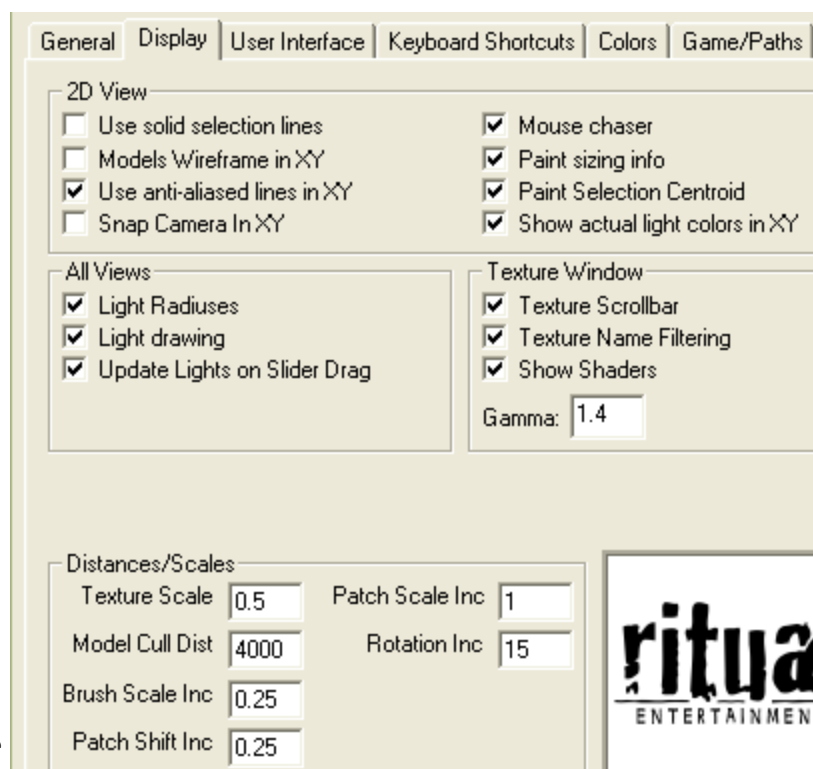 General Display User Interface Keyboard Shortcuts Colors Game/Paths
2D View
Use solid selection lines
Models Wireframe in XY
Use anti-aliased lines in XY
Snap Camera In XY
Mouse chaser
Paint sizing info
Paint Selection Centroid
Show actual light colors in XY
All Views
Light Radiuses
Light drawing
Update Lights on Slider Drag
Texture Window
Texture Scrollbar
Texture Name Filtering
Show Shaders
Gamma: 1.4
Distances/Scales
Texture Scale 0.5 Patch Scale Inc 1
Model Cull Dist 4000 Rotation Inc 15
Brush Scale Inc 0.25
Patch Shift Inc 0.25
ritua
ENTERTAINMEN